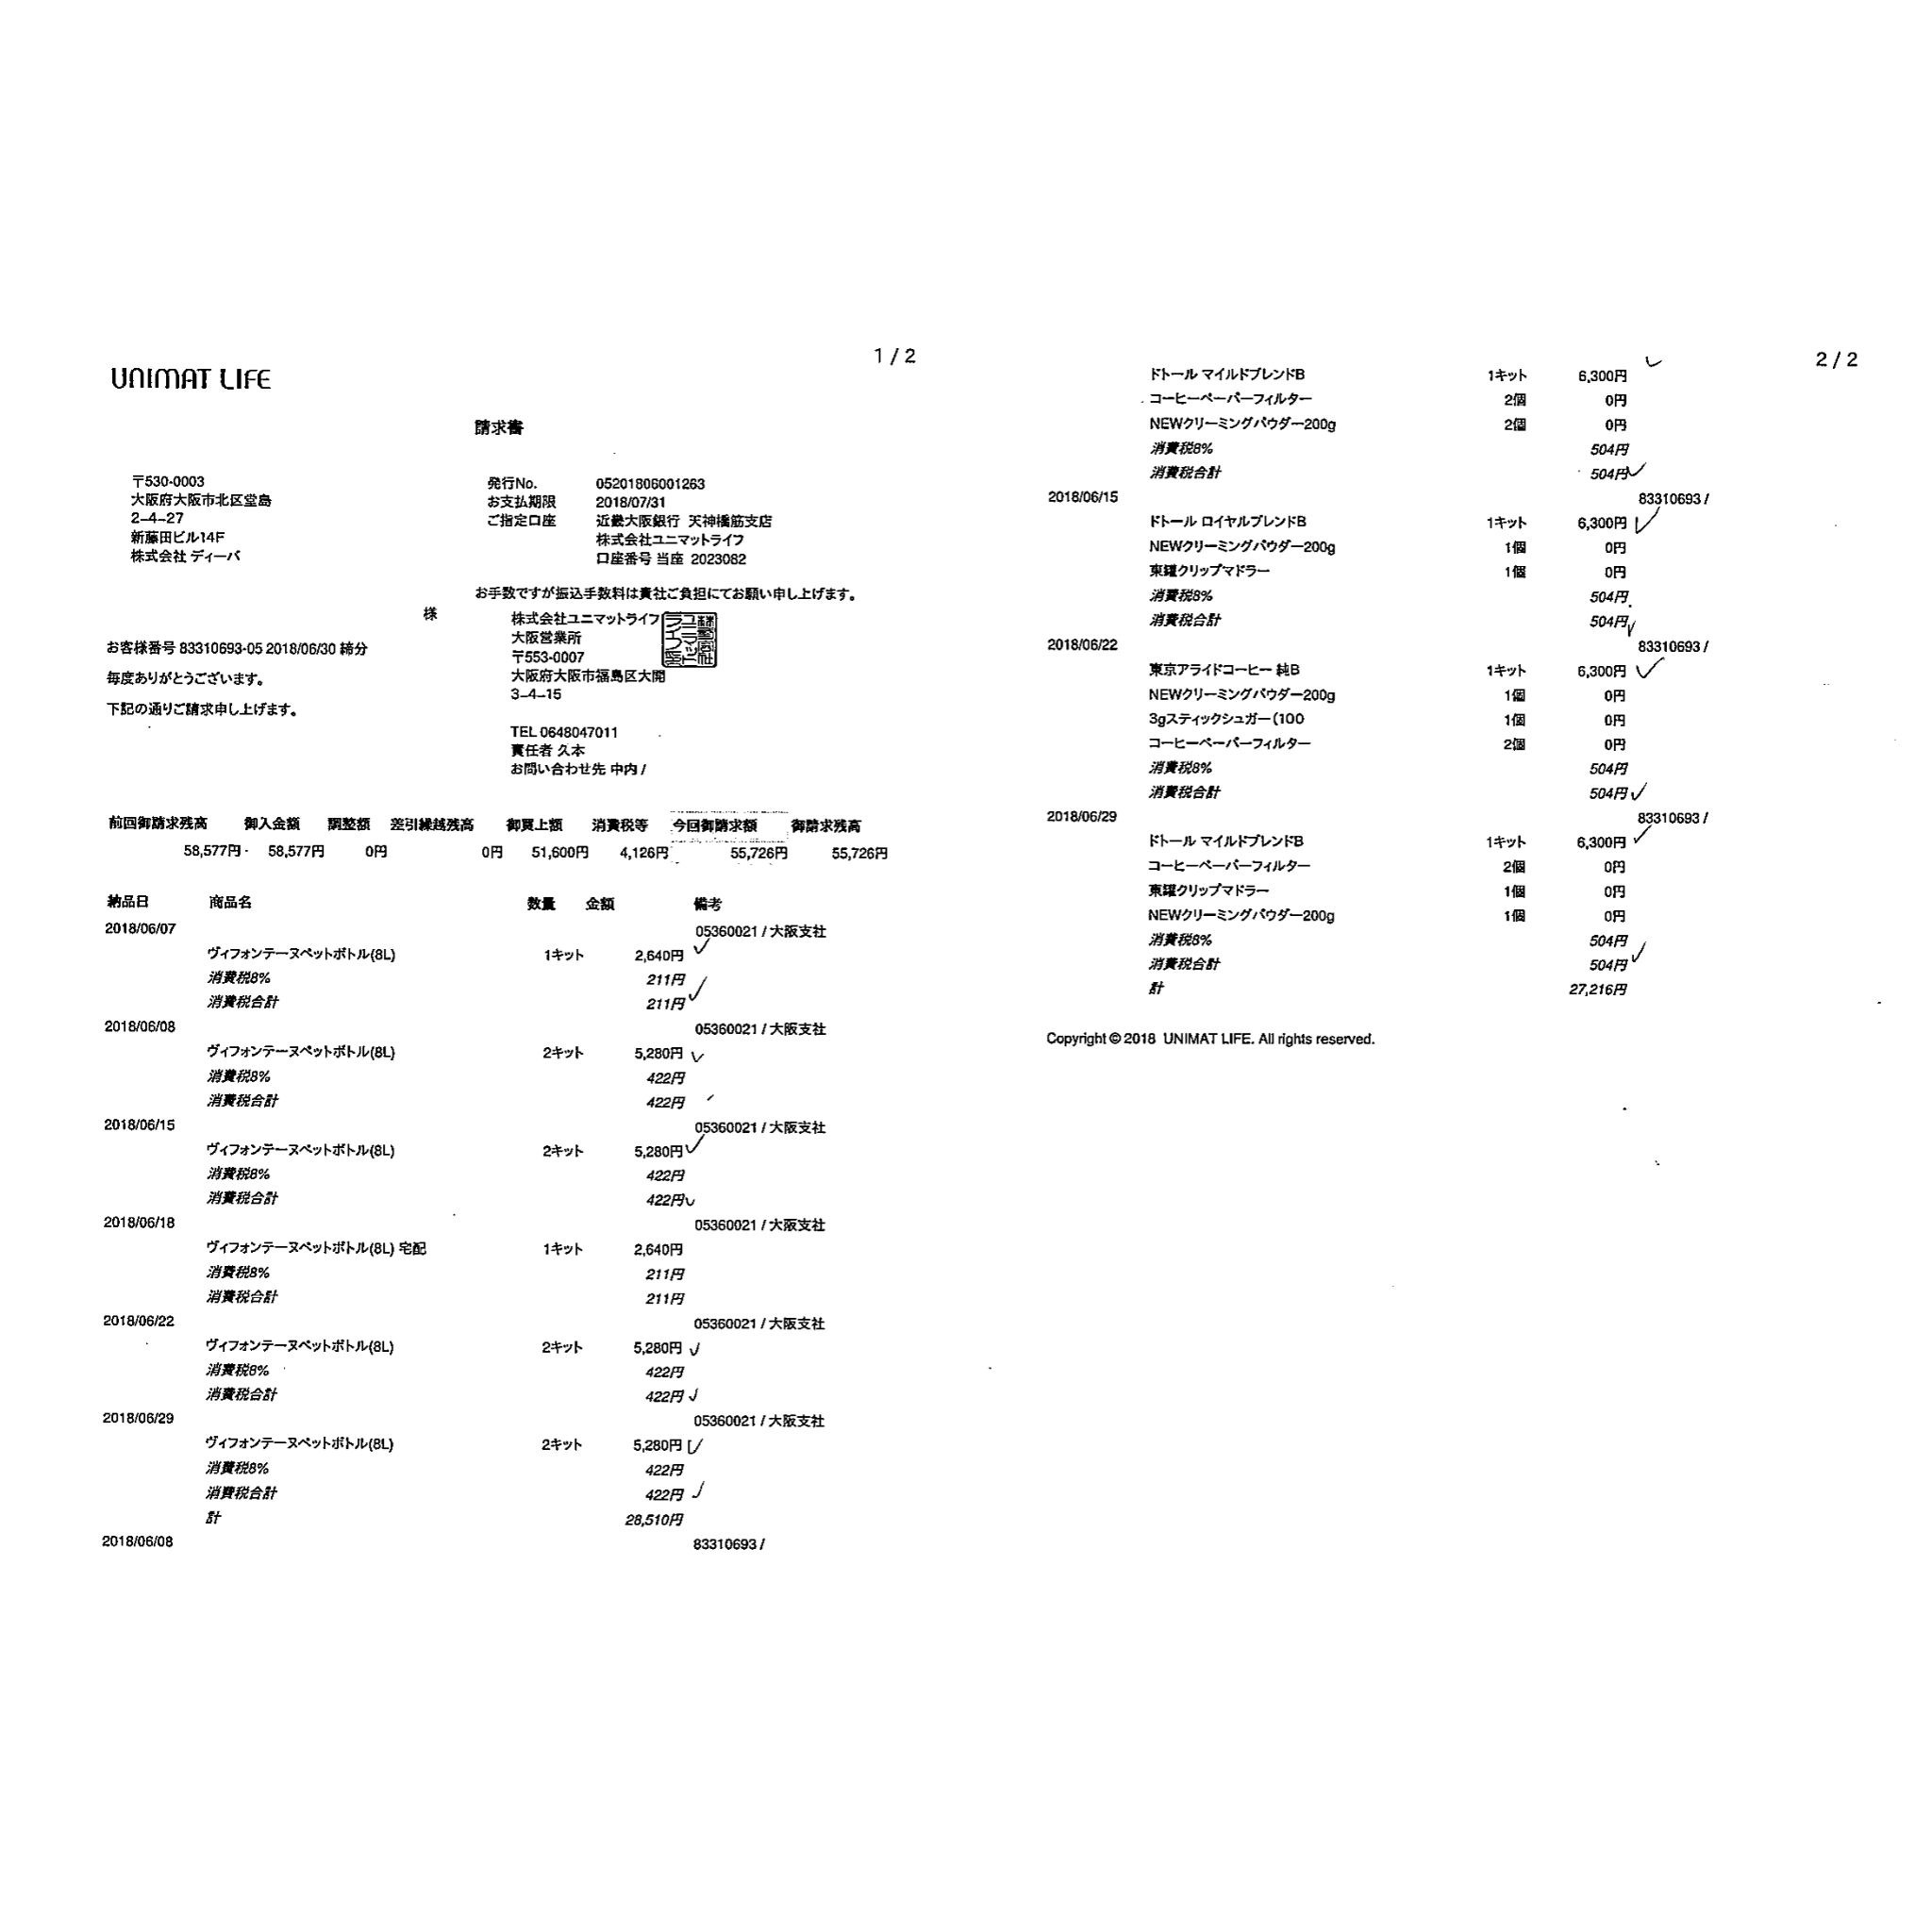 1 / 2
UNIMAT LIFE
請求書
〒530-0003
大阪府大阪市北区堂島
2-4-27
新藤田ビル14F
株式会社 ディーバ
様
発行No. 05201806001263
お支払期限 2018/07/31
ご指定口座 近畿大阪銀行 天神橋筋支店
株式会社ユニマットライフ
口座番号 当座 2023082
お手数ですが振込手数料は貴社ご負担にてお願い申し上げます。
株式会社ユニマットライフ
大阪営業所
〒553-0007
大阪府大阪市福島区大開
3-4-15
TEL 0648047011
責任者 久本
お問い合わせ先 中内 /
お客様番号 83310693-05 2018/06/30 締分
毎度ありがとうございます。
下記の通りご請求申し上げます。
前回御請求残高 御入金額 調整額 差引繰越残高 御買上額 消費税等 今回御請求額 御請求残高
58,577円 58,577円 0円 0円 51,600円 4,126円 55,726円 55,726円
納品日 商品名 数量 金額 備考
2018/06/07 05360021 / 大阪支社
ヴィフォンテーヌペットボトル(8L) 1キット 2,640円
消費税8% 211円
消費税合計 211円
2018/06/08 05360021 / 大阪支社
ヴィフォンテーヌペットボトル(8L) 2キット 5,280円
消費税8% 422円
消費税合計 422円
2018/06/15 05360021 / 大阪支社
ヴィフォンテーヌペットボトル(8L) 2キット 5,280円
消費税8% 422円
消費税合計 422円
2018/06/18 05360021 / 大阪支社
ヴィフォンテーヌペットボトル(8L) 宅配 1キット 2,640円
消費税8% 211円
消費税合計 211円
2018/06/22 05360021 / 大阪支社
ヴィフォンテーヌペットボトル(8L) 2キット 5,280円
消費税8% 422円
消費税合計 422円
2018/06/29 05360021 / 大阪支社
ヴィフォンテーヌペットボトル(8L) 2キット 5,280円
消費税8% 422円
消費税合計 422円
計 28,510円
2018/06/08 83310693 /
2 / 2
ドトール マイルドブレンドB 1キット 6,300円
コーヒーペーパーフィルター 2個 0円
NEWクリーミングパウダー200g 2個 0円
消費税8% 504円
消費税合計 504円
2018/06/15 83310693 /
ドトール ロイヤルブレンドB 1キット 6,300円
NEWクリーミングパウダー200g 1個 0円
東罐クリップマドラー 1個 0円
消費税8% 504円
消費税合計 504円
2018/06/22 83310693 /
東京アライドコーヒー 純B 1キット 6,300円
NEWクリーミングパウダー200g 1個 0円
3gスティックシュガー(100 1個 0円
コーヒーペーパーフィルター 2個 0円
消費税8% 504円
消費税合計 504円
2018/06/29 83310693 /
ドトール マイルドブレンドB 1キット 6,300円
コーヒーペーパーフィルター 2個 0円
東罐クリップマドラー 1個 0円
NEWクリーミングパウダー200g 1個 0円
消費税8% 504円
消費税合計 504円
計 27,216円
Copyright © 2018 UNIMAT LIFE. All rights reserved.